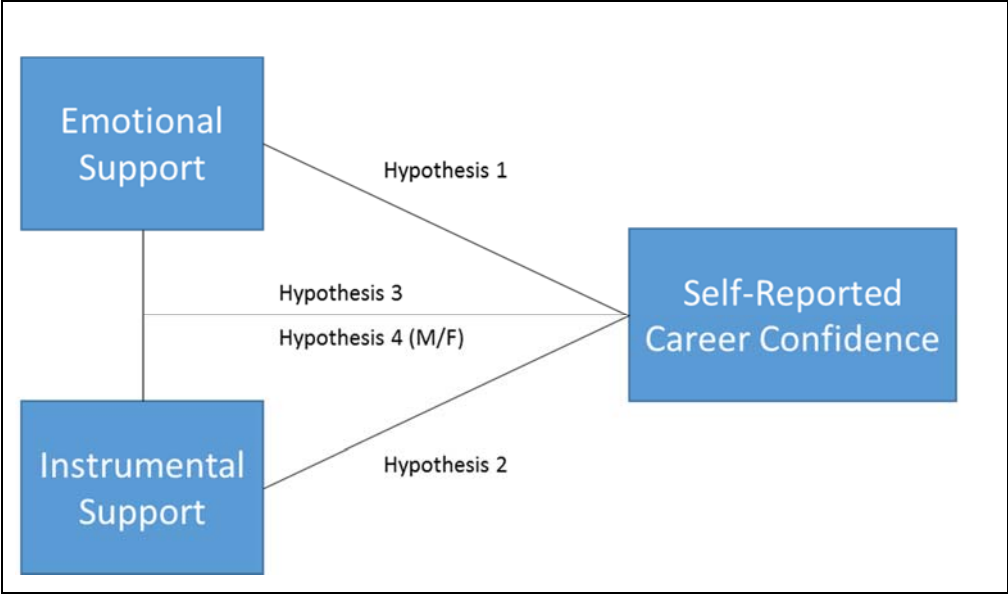 Emotional
Support
Hypothesis 1
Hypothesis 3
Hypothesis 4 (M/F)
Self-Reported
Career Confidence
Instrumental
Support
Hypothesis 2